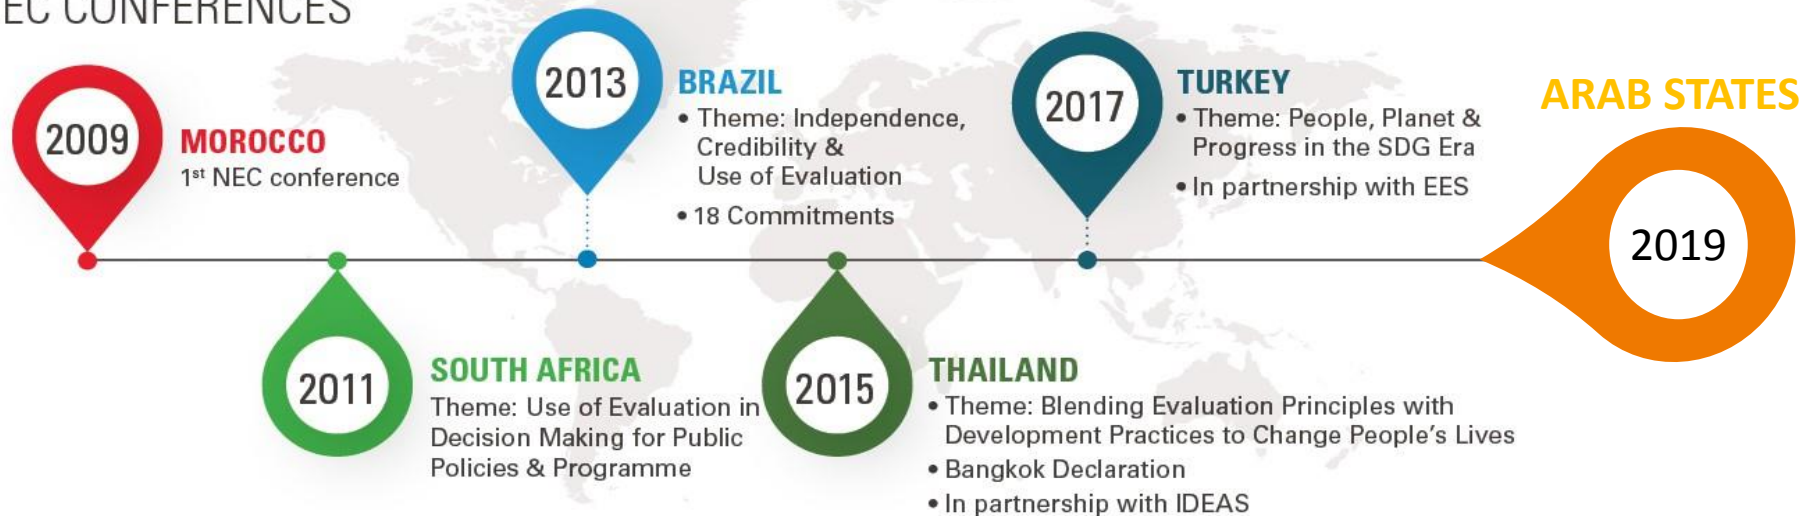 EC CONFERENCES
2009
MOROCCO
1st NEC conference
2011
SOUTH AFRICA
Theme: Use of Evaluation in
Decision Making for Public
Policies & Programme
2013
BRAZIL
• Theme: Independence,
Credibility &
Use of Evaluation
• 18 Commitments
2015
THAILAND
• Theme: Blending Evaluation Principles with
Development Practices to Change People's Lives
• Bangkok Declaration
• In partnership with IDEAS
2017
TURKEY
• Theme: People, Planet &
Progress in the SDG Era
• In partnership with EES
ARAB STATES
2019